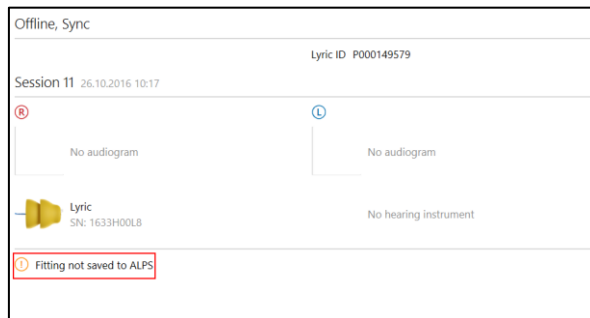 Offline, Sync
Lyric ID P000149579
Session 11 26.10.2016 10:17
R
L
No audiogram
No audiogram
Lyric
SN: 1633H00L8
No hearing instrument
! Fitting not saved to ALPS